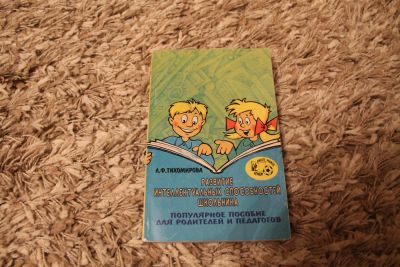 Л.Ф.ТИХОМИРОВА
РАЗВИТИЕ
ИНТЕЛЛЕКТУАЛЬНЫХ СПОСОБНОСТЕЙ
ШКОЛЬНИКА
ПОПУЛЯРНОЕ ПОСОБИЕ
ДЛЯ РОДИТЕЛЕЙ И ПЕДАГОГОВ